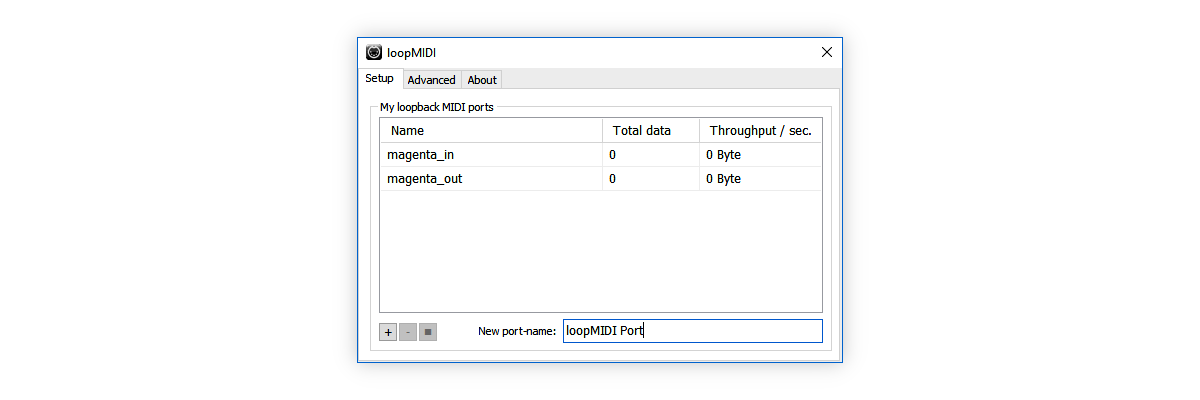 loopMIDI
Setup Advanced About
My loopback MIDI ports
Name Total data Throughput / sec.
magenta_in 0 0 Byte
magenta_out 0 0 Byte
+ - New port-name: loopMIDI Port